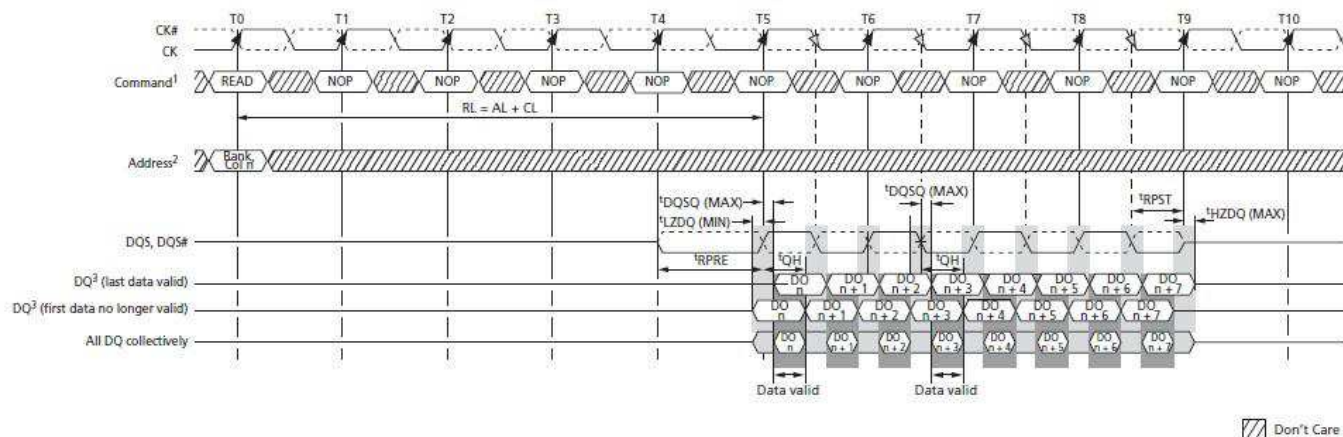 T0 T1 T2 T3 T4 T5 T6 T7 T8 T9 T10
CK#
CK
Command¹ READ NOP NOP NOP NOP NOP NOP NOP NOP NOP NOP
RL = AL + CL
Address² Bank, Col n
tDQSQ (MAX) tDQSQ (MAX) tRPST
tLZDQ (MIN) tHZDQ (MAX)
DQS, DQS#
tRPRE tQH tQH
DQ³ (last data valid) DO n DO n + 1 DO n + 2 DO n + 3 DO n + 4 DO n + 5 DO n + 6 DO n + 7
DQ³ (first data no longer valid) DO n DO n + 1 DO n + 2 DO n + 3 DO n + 4 DO n + 5 DO n + 6 DO n + 7
All DQ collectively DO n DO n + 1 DO n + 2 DO n + 3 DO n + 4 DO n + 5 DO n + 6 DO n + 7
Data valid Data valid
Don't Care